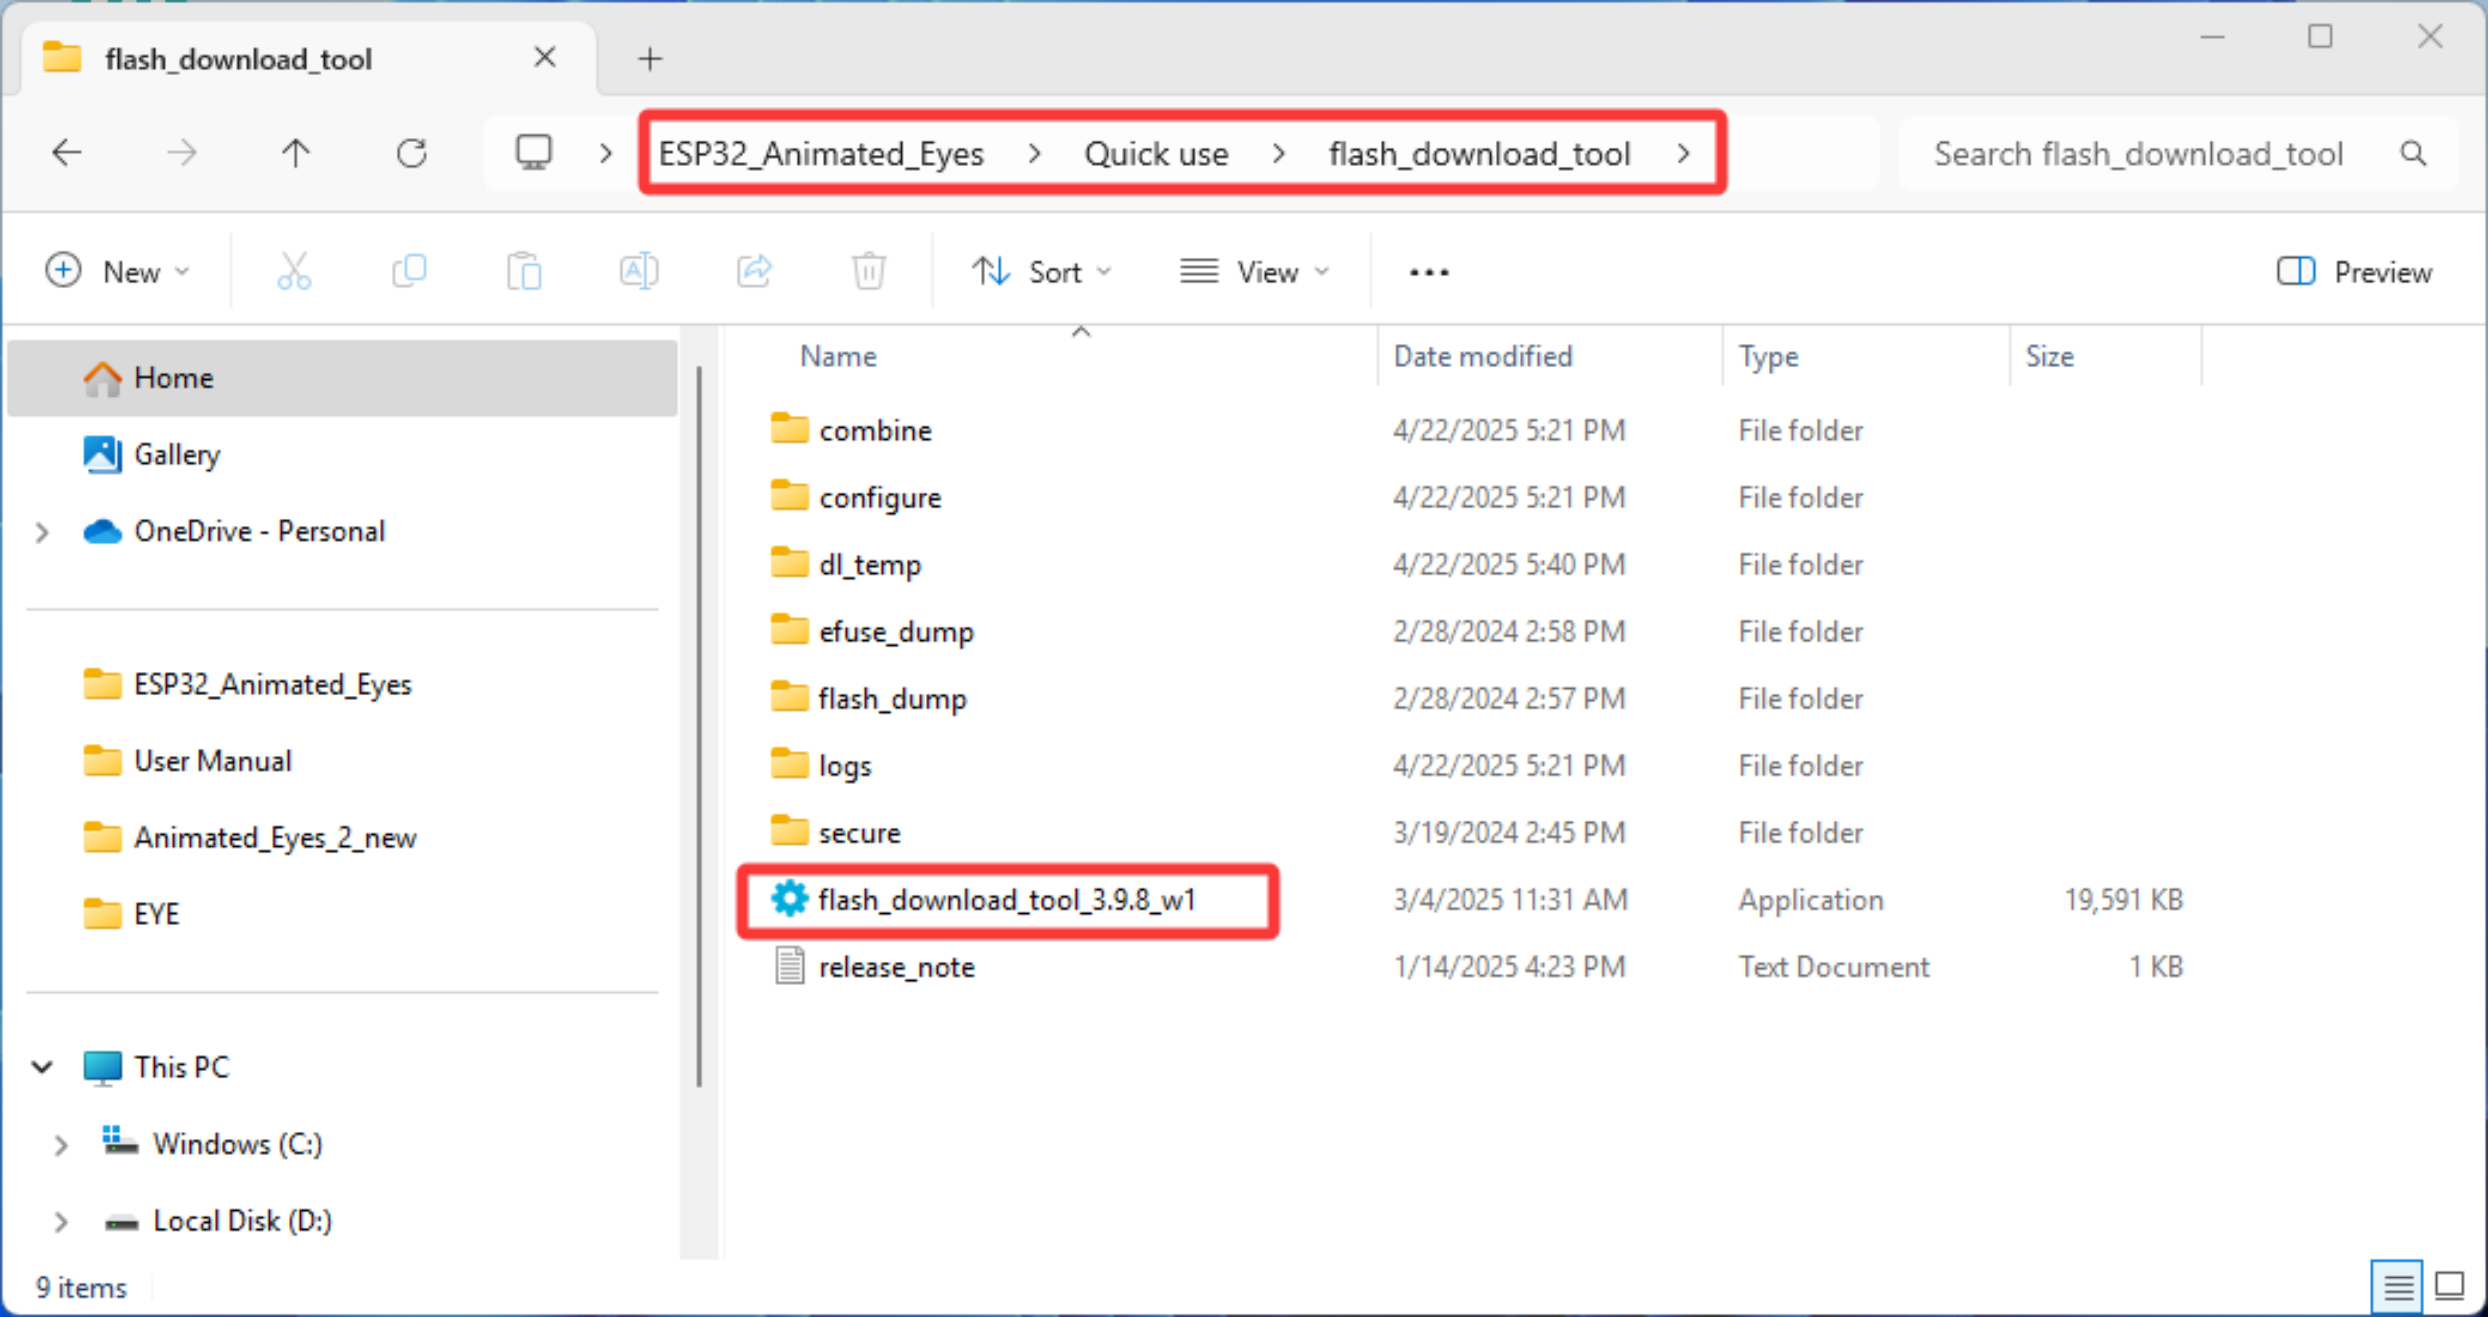 flash_download_tool
ESP32_Animated_Eyes > Quick use > flash_download_tool >
Search flash_download_tool
New
Sort
View
Preview
Name Date modified Type Size
Home
Gallery
OneDrive - Personal
ESP32_Animated_Eyes
User Manual
Animated_Eyes_2_new
EYE
This PC
Windows (C:)
Local Disk (D:)
combine 4/22/2025 5:21 PM File folder
configure 4/22/2025 5:21 PM File folder
dl_temp 4/22/2025 5:40 PM File folder
efuse_dump 2/28/2024 2:58 PM File folder
flash_dump 2/28/2024 2:57 PM File folder
logs 4/22/2025 5:21 PM File folder
secure 3/19/2024 2:45 PM File folder
flash_download_tool_3.9.8_w1 3/4/2025 11:31 AM Application 19,591 KB
release_note 1/14/2025 4:23 PM Text Document 1 KB
9 items